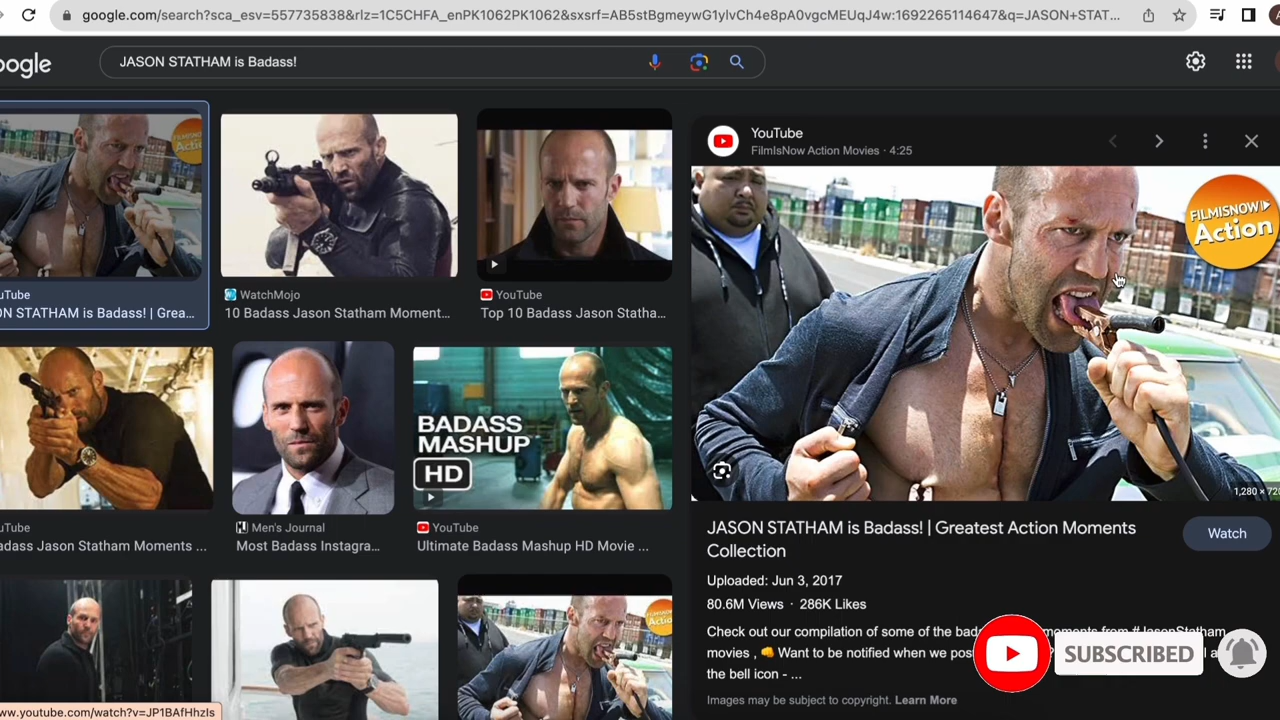 google.com/search?sca_esv=557735838&rlz=1C5CHFA_enPK1062PK1062&sxsrf=AB5stBgmeywG1ylvCh4e8pA0vgcMEUqJ4w:1692265114647&q=JASON+STAT...
oogle
JASON STATHAM is Badass!
YouTube
FilmIsNow Action Movies · 4:25
FILMISNOW
Action
uTube
ON STATHAM is Badass! | Grea...
WatchMojo
10 Badass Jason Statham Moment...
YouTube
Top 10 Badass Jason Statha...
BADASS
MASHUP
HD
1,280 × 720
uTube
adass Jason Statham Moments ...
Men's Journal
Most Badass Instagra...
YouTube
Ultimate Badass Mashup HD Movie ...
JASON STATHAM is Badass! | Greatest Action Moments
Collection
Watch
Uploaded: Jun 3, 2017
80.6M Views · 286K Likes
Check out our compilation of some of the bad moments from #JasonStatham
movies , 👊 Want to be notified when we pos
the bell icon - ...
SUBSCRIBED
Images may be subject to copyright. Learn More
ww.youtube.com/watch?v=JP1BAfHhzIs